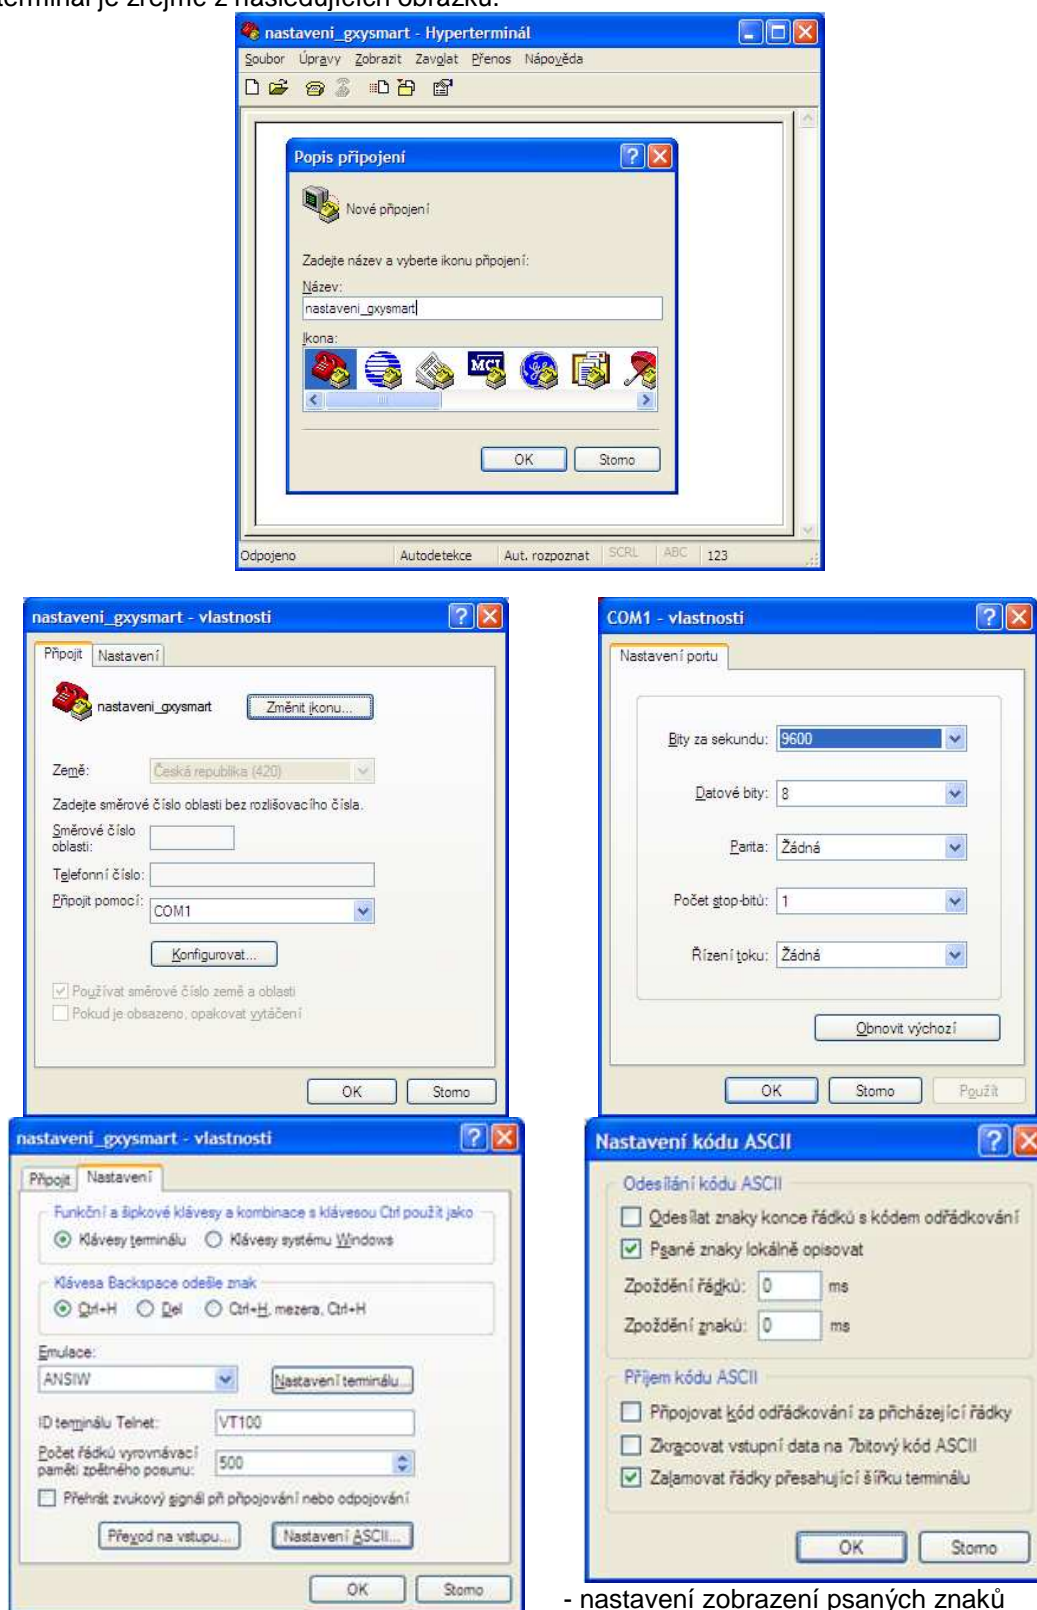 terminál je zřejmé z následujících obrázků.
nastaveni_gxysmart - Hyperterminál
Soubor Úpravy Zobrazit Zavolat Přenos Nápověda
Popis připojení
Nové připojení
Zadejte název a vyberte ikonu připojení:
Název:
nastaveni_gxysmart
Ikona:
MCI
OK Storno
Odpojeno Autodetekce Aut. rozpoznat SCRL ABC 123
nastaveni_gxysmart - vlastnosti
Připojit Nastavení
nastaveni_gxysmart Změnit ikonu...
Země: Česká republika (420)
Zadejte směrové číslo oblasti bez rozlišovacího čísla.
Směrové číslo
oblasti:
Telefonní číslo:
Připojit pomocí: COM1
Konfigurovat...
Používat směrové číslo země a oblasti
Pokud je obsazeno, opakovat vytáčení
OK Storno
COM1 - vlastnosti
Nastavení portu
Bity za sekundu: 9600
Datové bity: 8
Parita: Žádná
Počet stop-bitů: 1
Řízení toku: Žádná
Obnovit výchozí
OK Storno Použít
nastaveni_gxysmart - vlastnosti
Připojit Nastavení
Funkční a šipkové klávesy a kombinace s klávesou Ctrl použít jako
Klávesy terminálu Klávesy systému Windows
Klávesa Backspace odešle znak
Ctrl+H Del Ctrl+H, mezera, Ctrl+H
Emulace:
ANSIW Nastavení terminálu...
ID terminálu Telnet: VT100
Počet řádků vyrovnávací
paměti zpětného posunu: 500
Přehrát zvukový signál při připojování nebo odpojování
Převod na vstupu... Nastavení ASCII...
OK Storno
Nastavení kódu ASCII
Odesílání kódu ASCII
Odesílat znaky konce řádků s kódem odřádkování
Psané znaky lokálně opisovat
Zpoždění řádků: 0 ms
Zpoždění znaků: 0 ms
Příjem kódu ASCII
Připojovat kód odřádkování za přicházející řádky
Zkracovat vstupní data na 7bitový kód ASCII
Zalamovat řádky přesahující šířku terminálu
OK Storno
- nastavení zobrazení psaných znaků